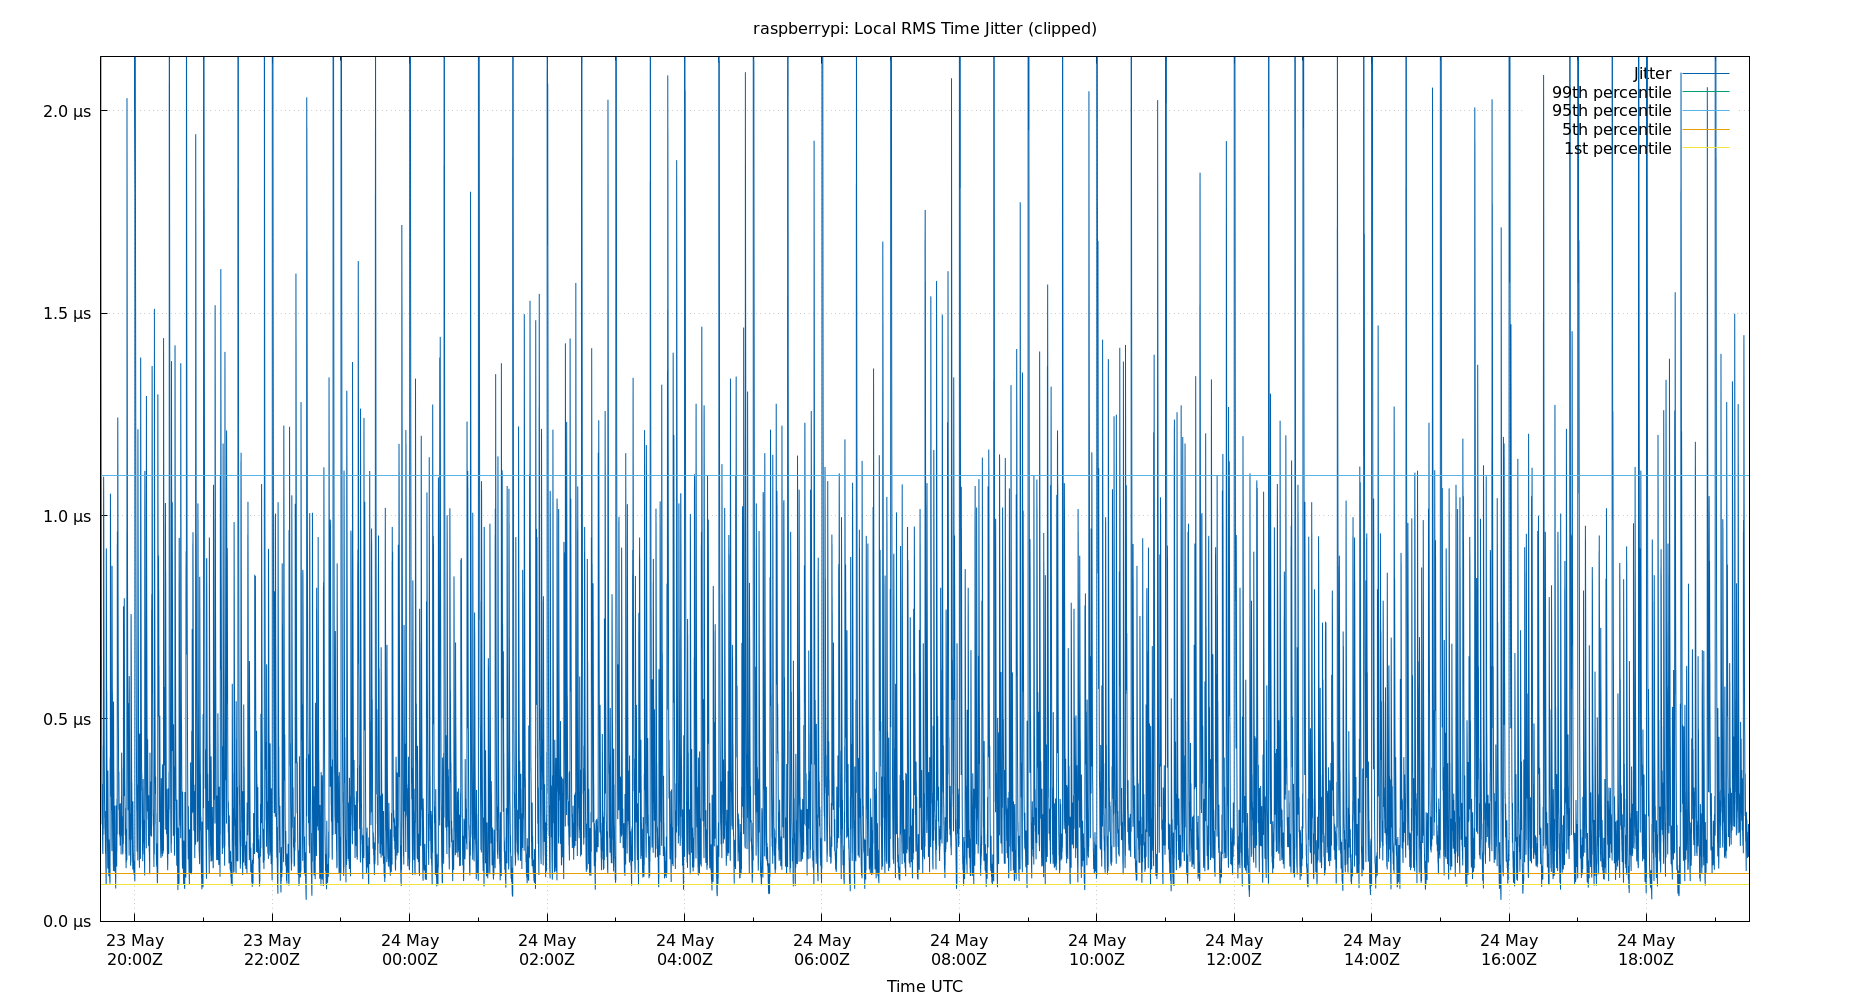 raspberrypi: Local RMS Time Jitter (clipped)
Jitter
99th percentile
95th percentile
5th percentile
1st percentile
2.0 μs
1.5 μs
1.0 μs
0.5 μs
0.0 μs
23 May 23 May 24 May 24 May 24 May 24 May 24 May 24 May 24 May 24 May 24 May 24 May
20:00Z 22:00Z 00:00Z 02:00Z 04:00Z 06:00Z 08:00Z 10:00Z 12:00Z 14:00Z 16:00Z 18:00Z
Time UTC